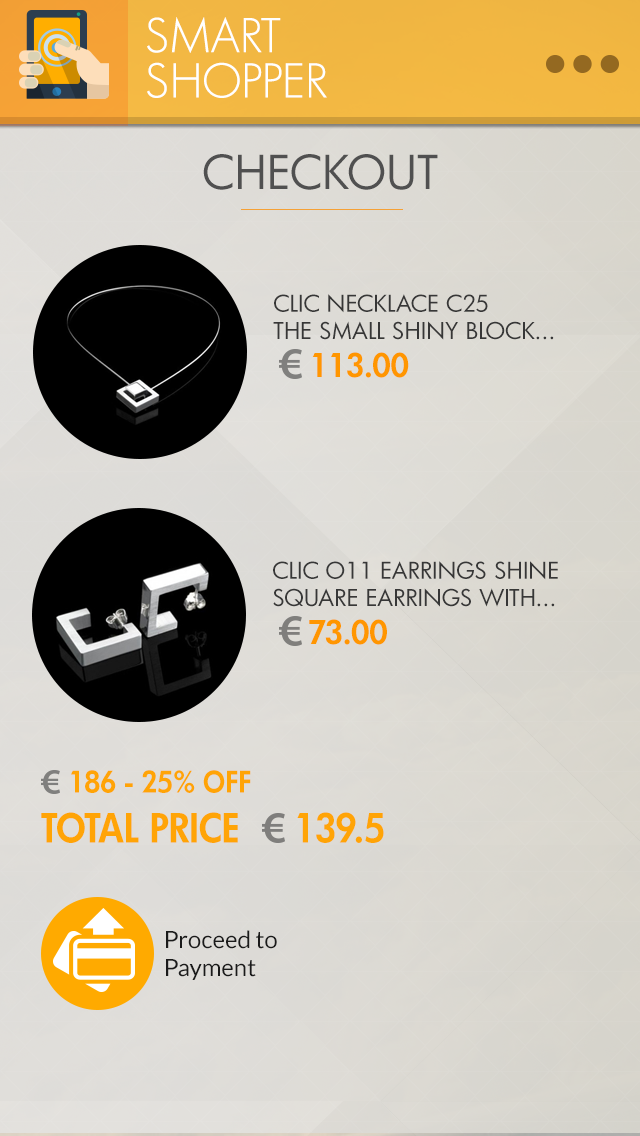 SMART
SHOPPER
CHECKOUT
CLIC NECKLACE C25
THE SMALL SHINY BLOCK...
€ 113.00
CLIC O11 EARRINGS SHINE
SQUARE EARRINGS WITH...
€ 73.00
€ 186 - 25% OFF
TOTAL PRICE € 139.5
Proceed to
Payment